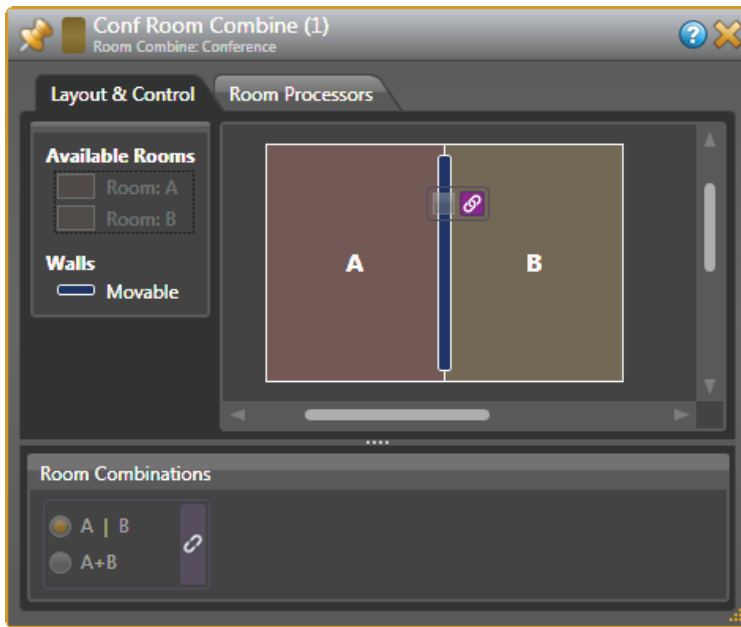 Conf Room Combine (1)
Room Combine: Conference
?
Layout & Control
Room Processors
Available Rooms
Room: A
Room: B
Walls
Movable
A
B
Room Combinations
A | B
A+B